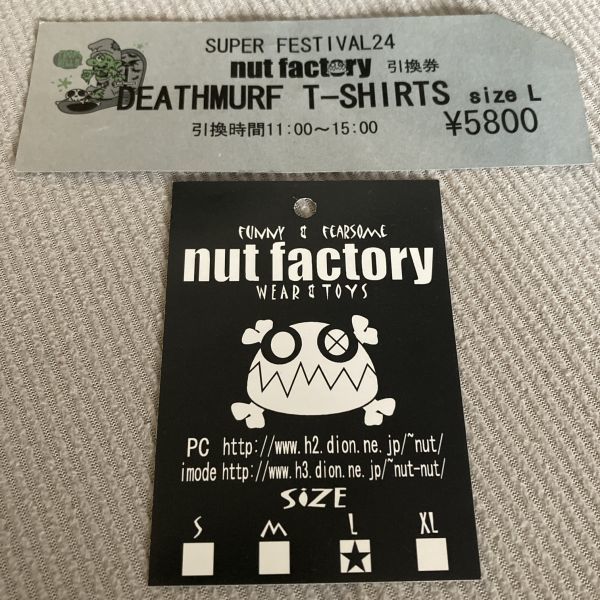 SUPER FESTIVAL24
nut factory 引換券
DEATHMURF T-SHIRTS size L
引換時間11:00～15:00 ¥5800
FUNNY & FEARSOME
nut factory
WEAR & TOYS
PC http://www.h2.dion.ne.jp/~nut/
imode http://www.h3.dion.ne.jp/~nut-nut/
SiZE
S M L XL